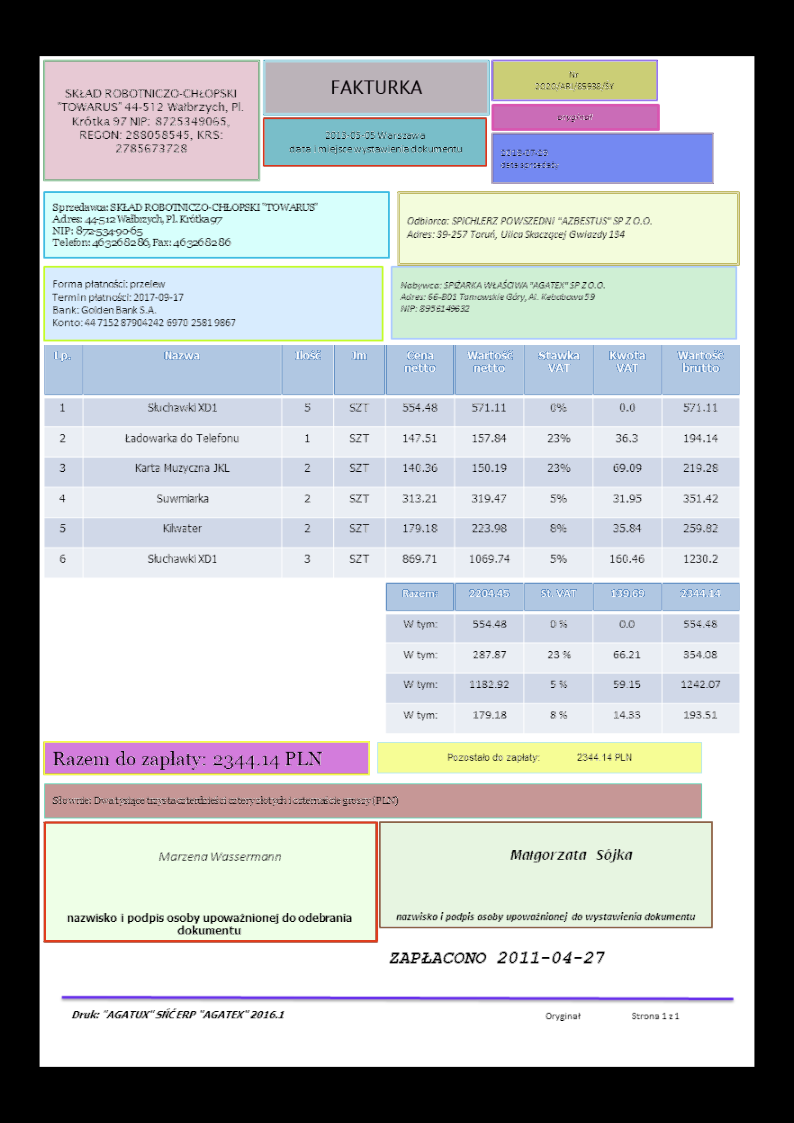 SKŁAD ROBOTNICZO-CHŁOPSKI
"TOWARUS" 44-512 Wałbrzych, Pl.
Krótka 97 NIP: 8725349065,
REGON: 288058545, KRS:
2785673728
FAKTURKA
2013-05-05 Warszawa
data i miejsce wystawienia dokumentu
Nr
2020/ABI/85938/SY
oryginał
Sprzedawca: SKŁAD ROBOTNICZO-CHŁOPSKI "TOWARUS"
Adres: 44-512 Wałbrzych, Pl. Krótka 97
NIP: 872-534-90-65
Telefon: 463268286, Fax: 463268286
Odbiorca: SPICHLERZ POWSZEDNI "AZBESTUS" SP Z O.O.
Adres: 39-257 Toruń, Ulica Skaczącej Gwiazdy 134
Forma płatności: przelew
Termin płatności: 2017-09-17
Bank: Golden Bank S.A.
Konto: 44 7152 87904242 6970 2581 9867
Nabywca: SPIŻARKA WŁAŚCIWA "AGATEX" SP Z O.O.
Adres: 66-801 Tarnowskie Góry, Al. Kebabowa 59
NIP: 8956149632
Lp. Nazwa Ilość Jm Cena netto Wartość netto Stawka VAT Kwota VAT Wartość brutto
1 Słuchawki XD1 5 SZT 554.48 571.11 0% 0.0 571.11
2 Ładowarka do Telefonu 1 SZT 147.51 157.84 23% 36.3 194.14
3 Karta Muzyczna JKL 2 SZT 140.36 150.19 23% 69.09 219.28
4 Suwmiarka 2 SZT 313.21 319.47 5% 31.95 351.42
5 Kilwater 2 SZT 179.18 223.98 8% 35.84 259.82
6 Słuchawki XD1 3 SZT 869.71 1069.74 5% 160.46 1230.2
Razem: 2204.45 St. VAT 139.69 2344.14
W tym: 554.48 0 % 0.0 554.48
W tym: 287.87 23 % 66.21 354.08
W tym: 1182.92 5 % 59.15 1242.07
W tym: 179.18 8 % 14.33 193.51
Razem do zapłaty: 2344.14 PLN
Pozostało do zapłaty: 2344.14 PLN
Słownie: Dwa tysiące trzysta czterdzieści cztery złotych i czternaście groszy (PLN)
Marzena Wassermann
nazwisko i podpis osoby upoważnionej do odebrania
dokumentu
Małgorzata Sójka
nazwisko i podpis osoby upoważnionej do wystawienia dokumentu
ZAPŁACONO 2011-04-27
Druk: "AGATUX" SŃĆ ERP "AGATEX" 2016.1
Oryginał Strona 1 z 1